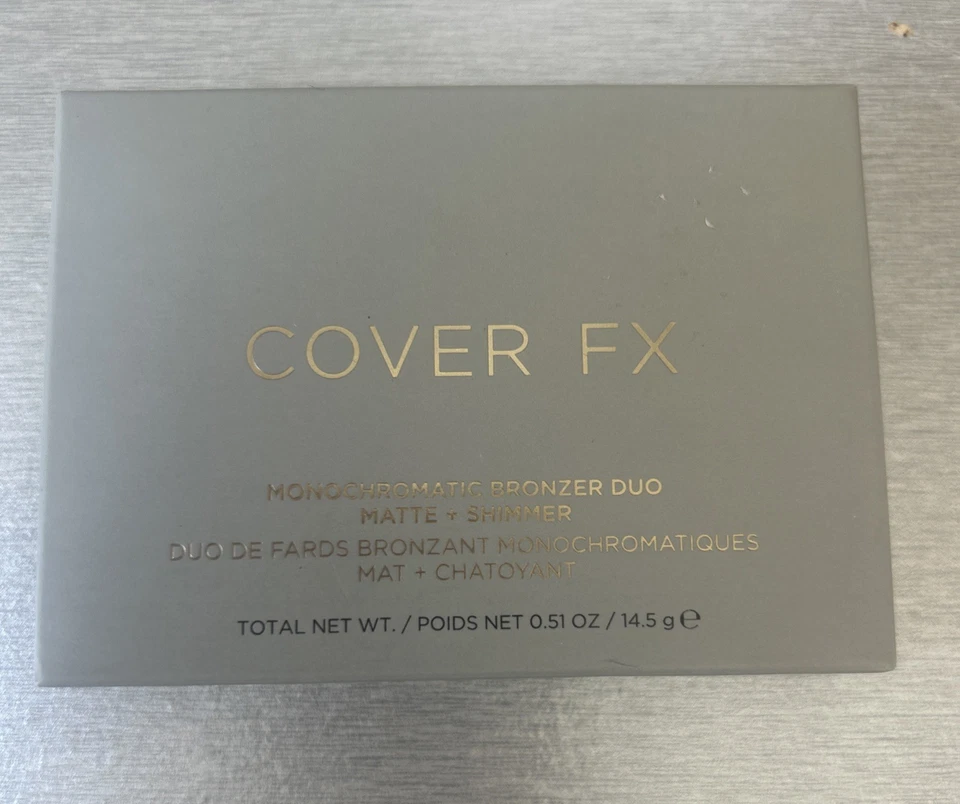 COVER FX
MONOCHROMATIC BRONZER DUO
MATTE + SHIMMER
DUO DE FARDS BRONZANT MONOCHROMATIQUES
MAT + CHATOYANT
TOTAL NET WT. / POIDS NET 0.51 OZ / 14.5 g ℮